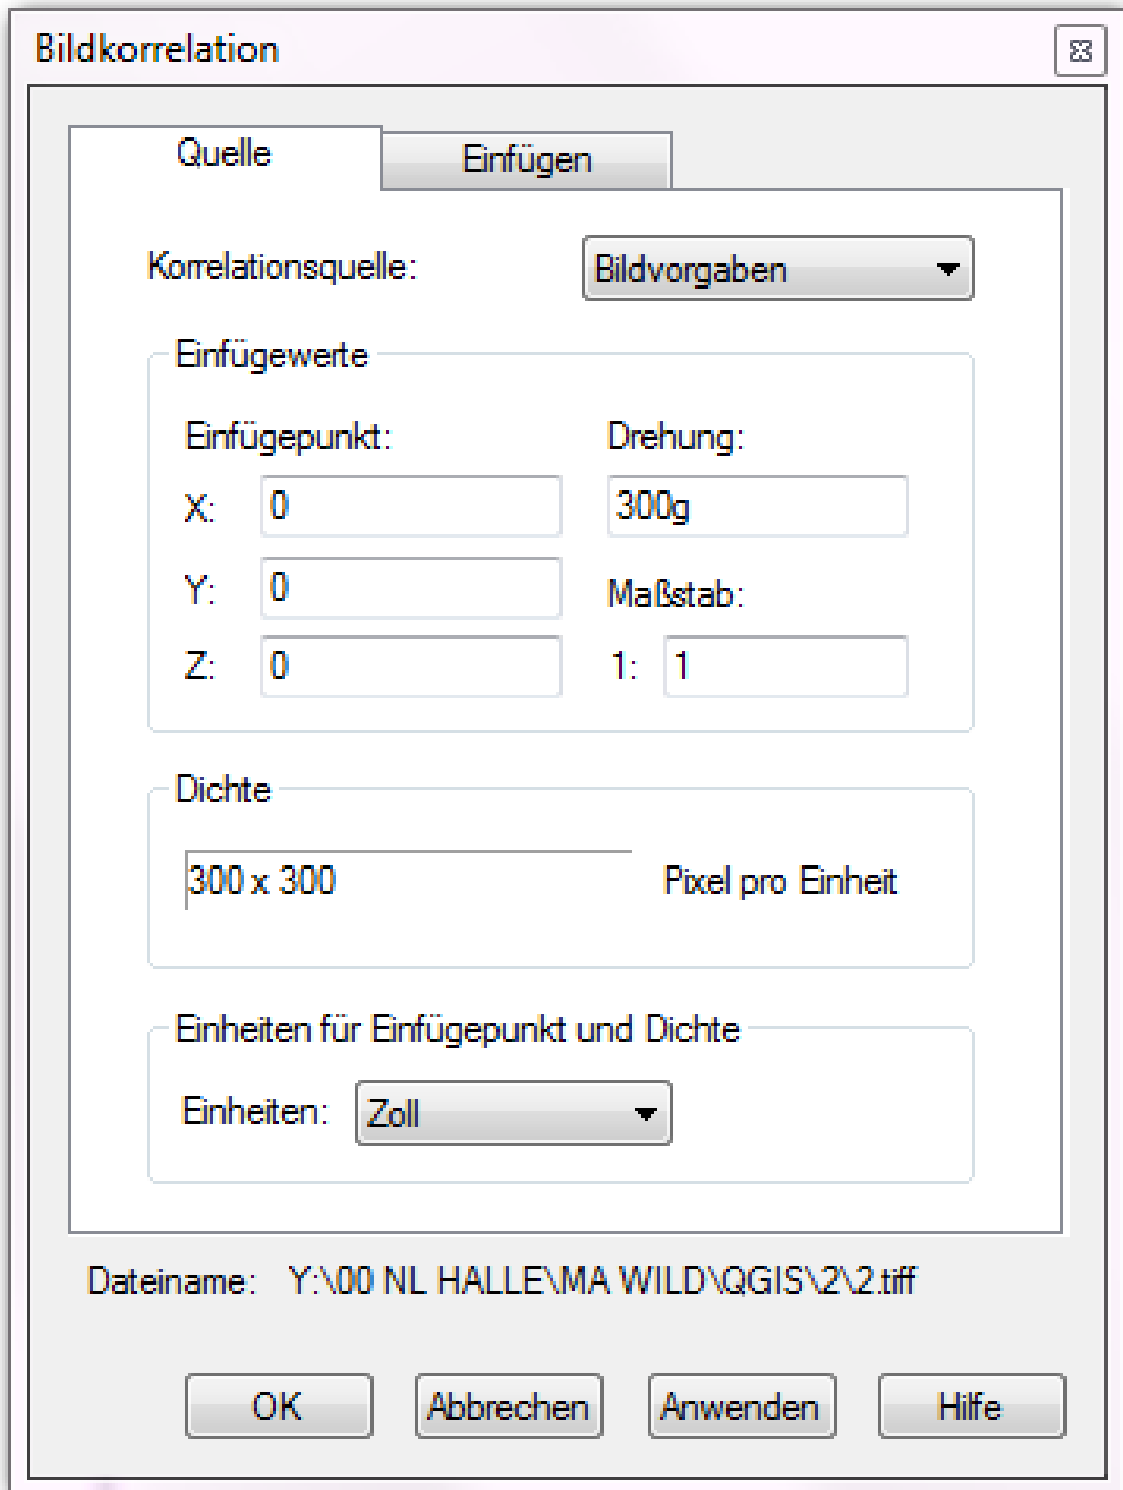 Bildkorrelation
Quelle Einfügen
Korrelationsquelle: Bildvorgaben
Einfügewerte
Einfügepunkt: Drehung:
X: 0 300g
Y: 0 Maßstab:
Z: 0 1: 1
Dichte
300 x 300 Pixel pro Einheit
Einheiten für Einfügepunkt und Dichte
Einheiten: Zoll
Dateiname: Y:\00 NL HALLE\MA WILD\QGIS\2\2.tiff
OK Abbrechen Anwenden Hilfe